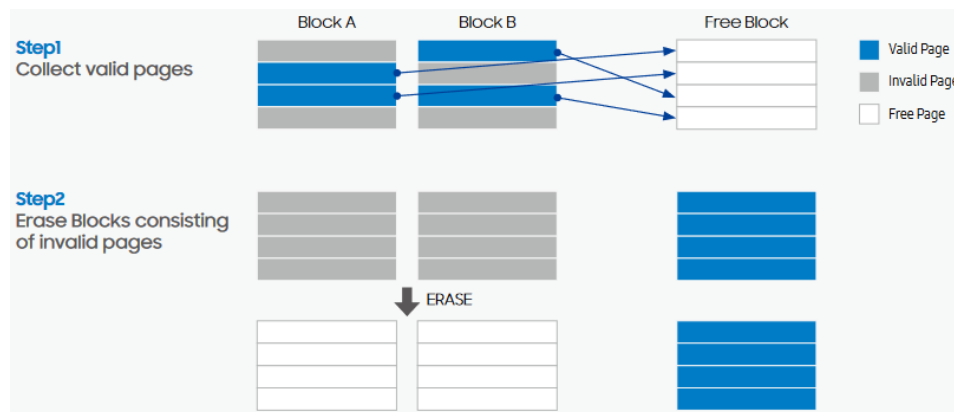 Block A Block B Free Block
Step1
Collect valid pages
Valid Page
Invalid Page
Free Page
Step2
Erase Blocks consisting
of invalid pages
ERASE